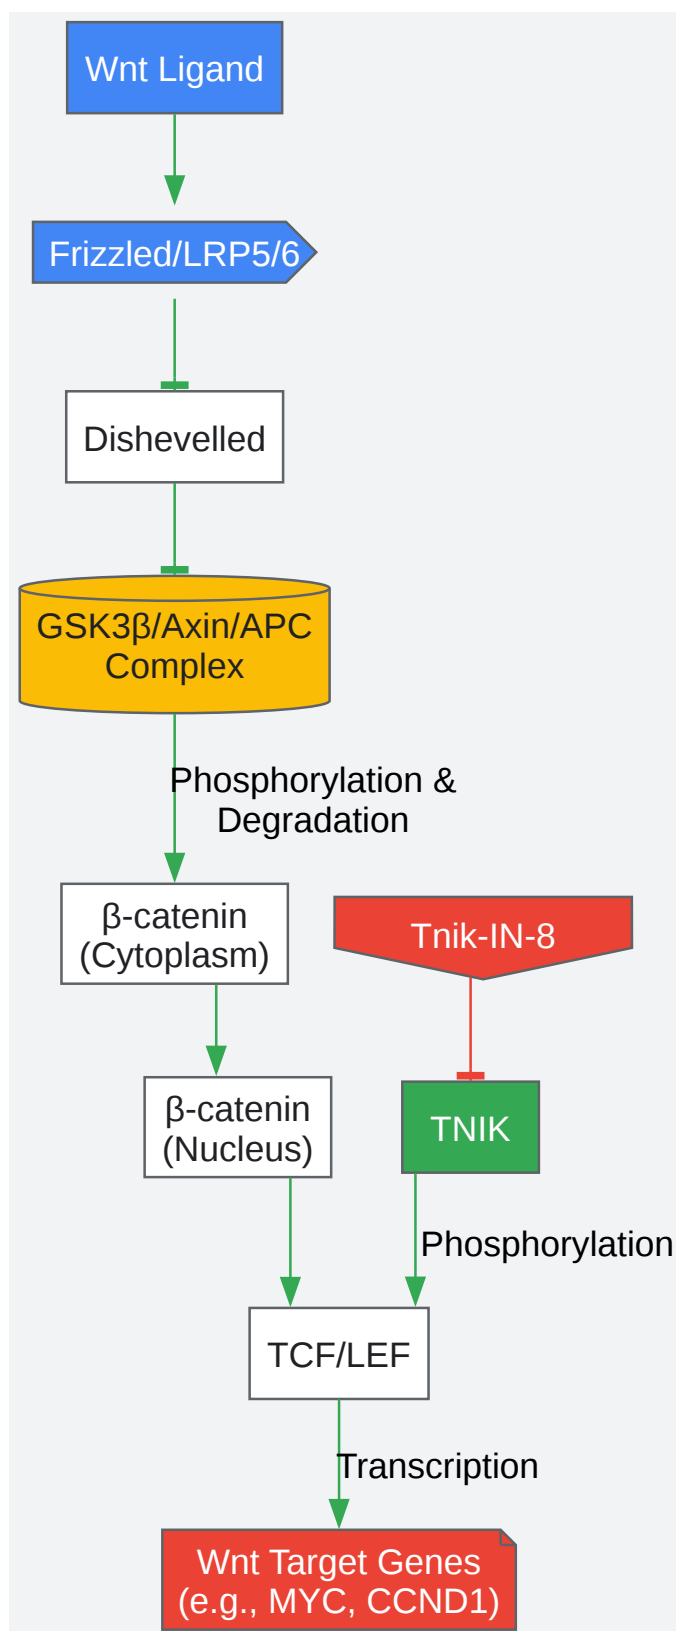 Wnt Ligand
Frizzled/LRP5/6
Dishevelled
GSK3β/Axin/APC
Complex
Phosphorylation &
Degradation
β-catenin
(Cytoplasm)
Tnik-IN-8
β-catenin
(Nucleus)
TNIK
Phosphorylation
TCF/LEF
Transcription
Wnt Target Genes
(e.g., MYC, CCND1)